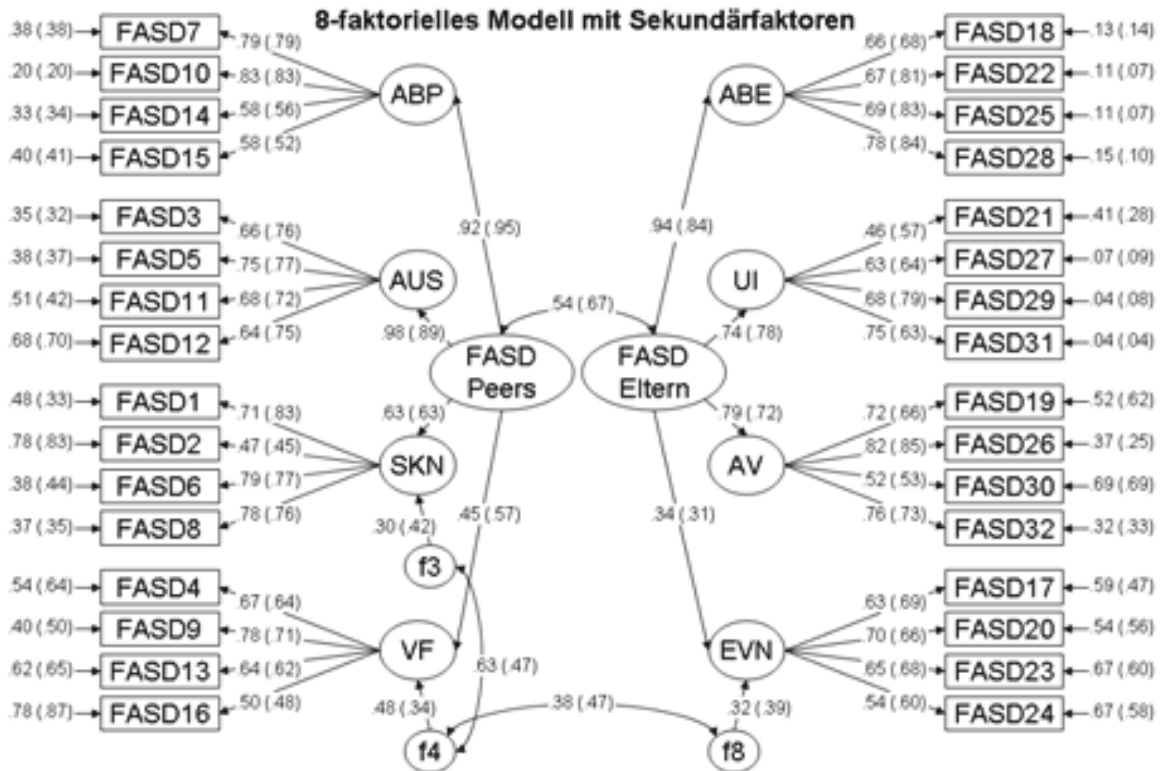 8-faktorielles Modell mit Sekundärfaktoren
.38 (.38) FASD7 .79 (.79)
.20 (.20) FASD10 .83 (.83)
.33 (.34) FASD14 .58 (.56)
.40 (.41) FASD15 .58 (.52)
ABP
.35 (.32) FASD3 .66 (.76)
.38 (.37) FASD5 .75 (.77)
.51 (.42) FASD11 .68 (.72)
.68 (.70) FASD12 .64 (.75)
AUS
.48 (.33) FASD1 .71 (.83)
.78 (.83) FASD2 .47 (.45)
.38 (.44) FASD6 .79 (.77)
.37 (.35) FASD8 .78 (.76)
SKN
.54 (.64) FASD4 .67 (.64)
.40 (.50) FASD9 .78 (.71)
.62 (.65) FASD13 .64 (.62)
.78 (.87) FASD16 .50 (.48)
VF
.92 (.95)
.98 (.89)
.63 (.63)
.45 (.57)
FASD
Peers
.54 (.67)
FASD
Eltern
.94 (.84)
.74 (.78)
.79 (.72)
.34 (.31)
.30 (.42)
f3
.63 (.47)
.48 (.34)
f4
.38 (.47)
.32 (.39)
f8
ABE
.66 (.68) FASD18 .13 (.14)
.67 (.81) FASD22 .11 (.07)
.69 (.83) FASD25 .11 (.07)
.78 (.84) FASD28 .15 (.10)
UI
.46 (.57) FASD21 .41 (.28)
.63 (.64) FASD27 .07 (.09)
.68 (.79) FASD29 .04 (.08)
.75 (.63) FASD31 .04 (.04)
AV
.72 (.66) FASD19 .52 (.62)
.82 (.85) FASD26 .37 (.25)
.52 (.53) FASD30 .69 (.69)
.76 (.73) FASD32 .32 (.33)
EVN
.63 (.69) FASD17 .59 (.47)
.70 (.66) FASD20 .54 (.56)
.65 (.68) FASD23 .67 (.60)
.54 (.60) FASD24 .67 (.58)